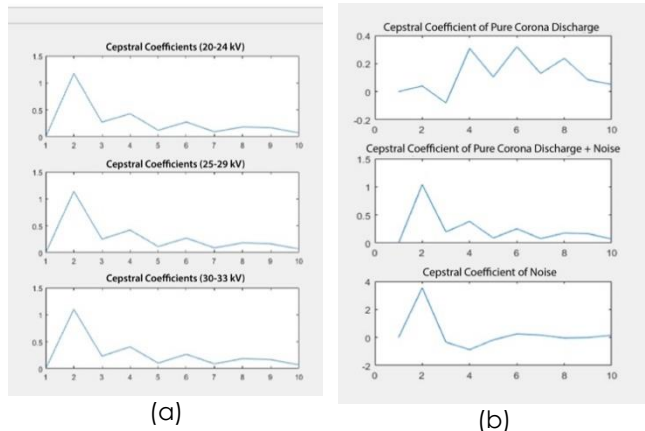 Cepstral Coefficients (20-24 kV)
1.5
1
0.5
0
1 2 3 4 5 6 7 8 9 10
Cepstral Coefficients (25-29 kV)
1.5
1
0.5
0
1 2 3 4 5 6 7 8 9 10
Cepstral Coefficients (30-33 kV)
1.5
1
0.5
0
1 2 3 4 5 6 7 8 9 10
(a)
Cepstral Coefficient of Pure Corona Discharge
0.4
0.2
0
-0.2
0 2 4 6 8 10
Cepstral Coefficient of Pure Corona Discharge + Noise
1.5
1
0.5
0
0 2 4 6 8 10
Cepstral Coefficient of Noise
4
2
0
-2
0 2 4 6 8 10
(b)